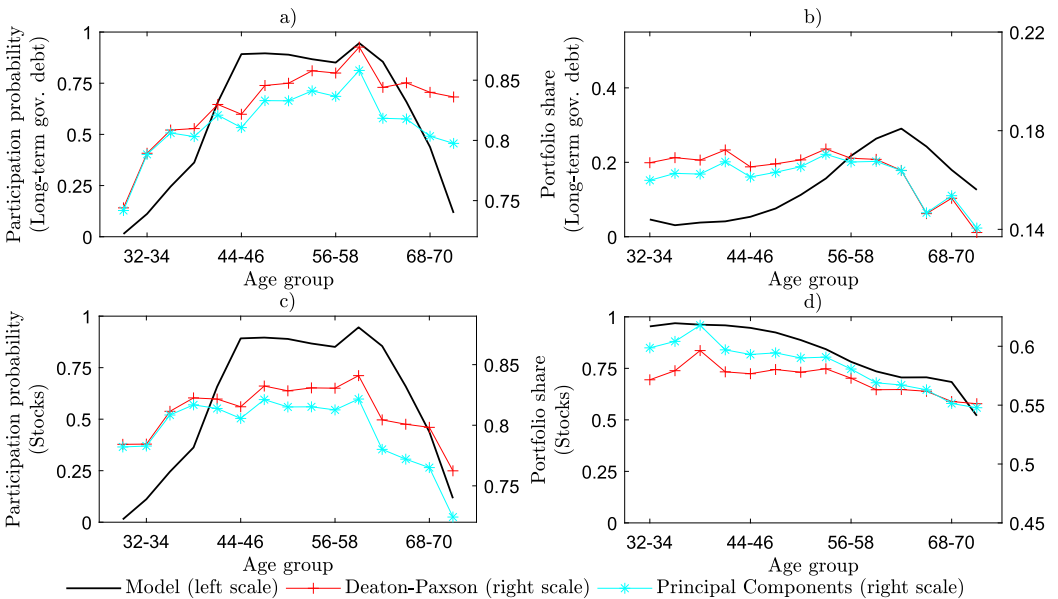 a)
Participation probability
(Long-term gov. debt)
1
0.75
0.5
0.25
0
0.85
0.8
0.75
32-34 44-46 56-58 68-70
Age group
b)
Portfolio share
(Long-term gov. debt)
0.4
0.2
0
0.22
0.18
0.14
32-34 44-46 56-58 68-70
Age group
c)
Participation probability
(Stocks)
1
0.75
0.5
0.25
0
0.85
0.8
0.75
32-34 44-46 56-58 68-70
Age group
d)
Portfolio share
(Stocks)
1
0.75
0.5
0.25
0
0.6
0.55
0.5
0.45
32-34 44-46 56-58 68-70
Age group
Model (left scale) Deaton-Paxson (right scale) Principal Components (right scale)